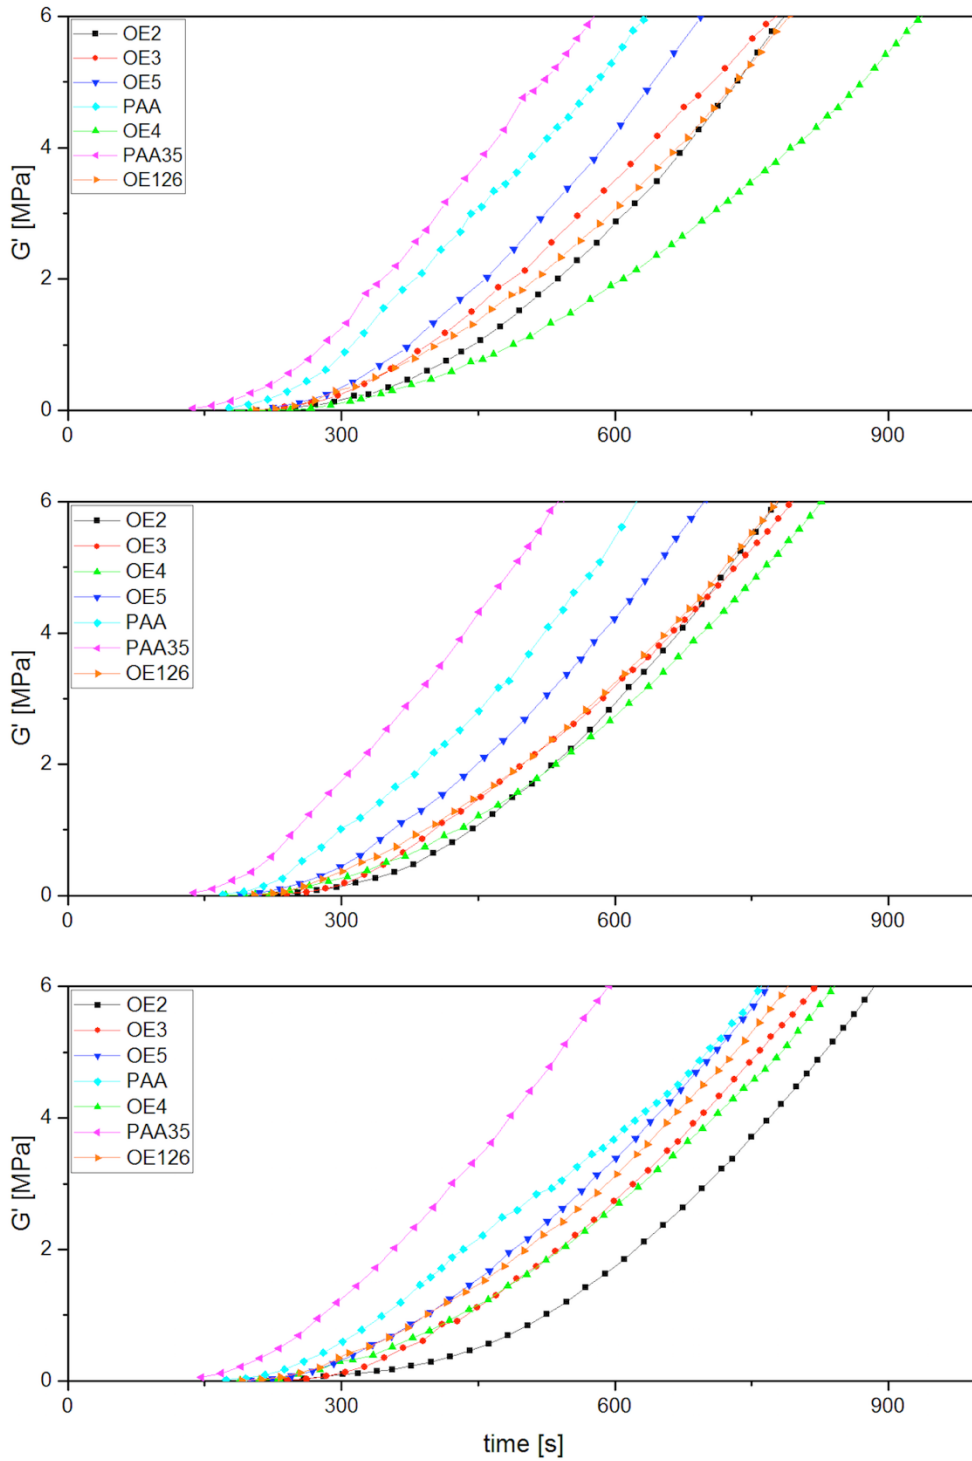 6
OE2
OE3
OE5
PAA
OE4
PAA35
OE126
4
2
0
G' [MPa]
0 300 600 900
6
OE2
OE3
OE4
OE5
PAA
PAA35
OE126
4
2
0
G' [MPa]
0 300 600 900
6
OE2
OE3
OE5
PAA
OE4
PAA35
OE126
4
2
0
G' [MPa]
0 300 600 900
time [s]